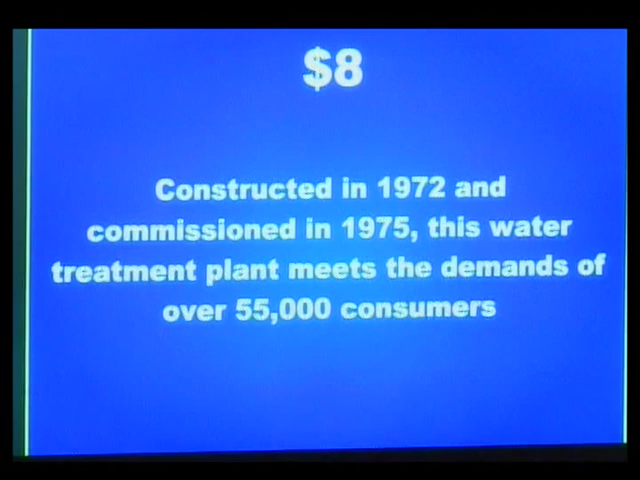 $8
Constructed in 1972 and
commissioned in 1975, this water
treatment plant meets the demands of
over 55,000 consumers